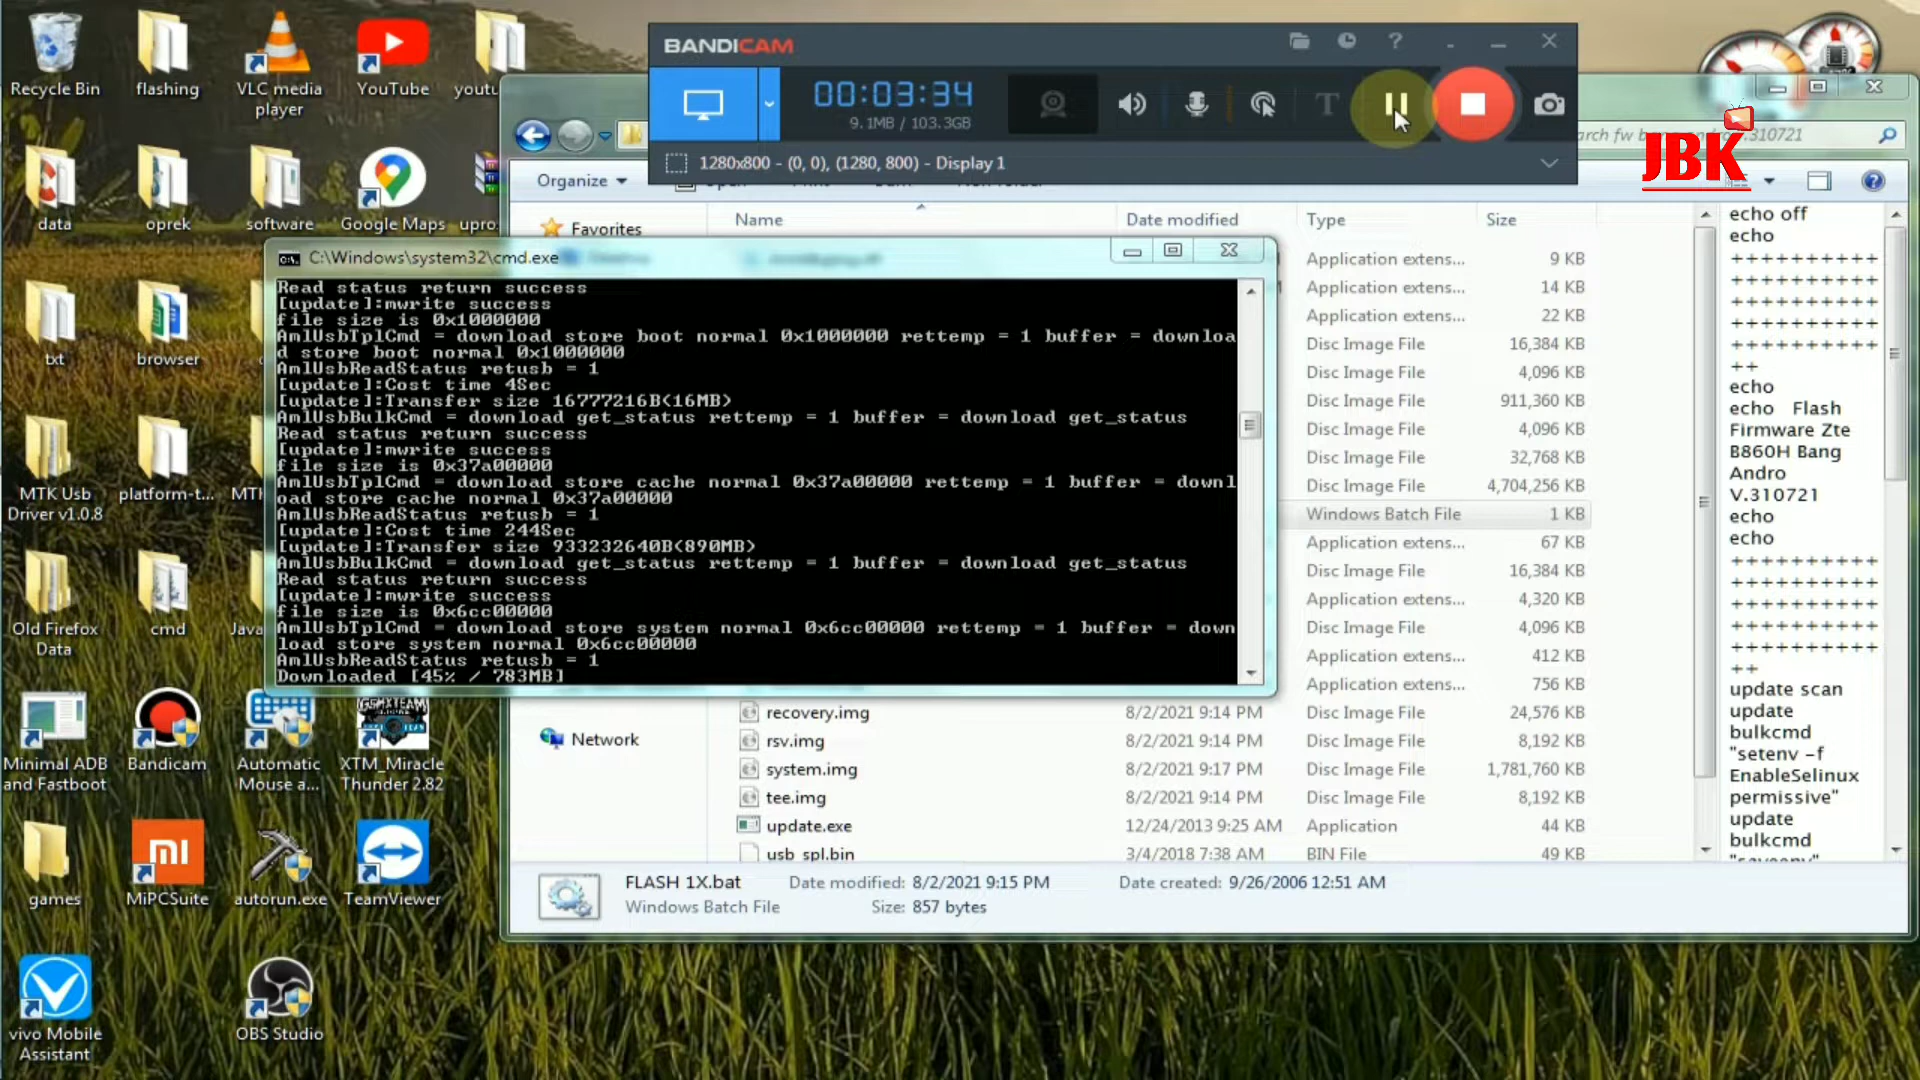 Recycle Bin
flashing
VLC media
player
YouTube
data
oprek
software
Google Maps
txt
browser
MTK Usb
Driver v1.0.8
platform-t...
Old Firefox
Data
cmd
Minimal ADB
and Fastboot
Bandicam
Automatic
Mouse a...
XTM_Miracle
Thunder 2.82
games
MiPCSuite
autorun.exe
TeamViewer
vivo Mobile
Assistant
OBS Studio
BANDICAM
00:03:34
9.1MB / 103.3GB
1280x800 - (0, 0), (1280, 800) - Display 1
JBK
Organize
Favorites
Name
Date modified
Type
Size
C:\Windows\system32\cmd.exe
Read status return success
[update]:mwrite success
file size is 0x1000000
AmlUsbTplCmd = download store boot normal 0x1000000 rettemp = 1 buffer = downloa
d store boot normal 0x1000000
AmlUsbReadStatus retusb = 1
[update]:Cost time 4Sec
[update]:Transfer size 16777216B(16MB)
AmlUsbBulkCmd = download get_status rettemp = 1 buffer = download get_status
Read status return success
[update]:mwrite success
file size is 0x37a00000
AmlUsbTplCmd = download store cache normal 0x37a00000 rettemp = 1 buffer = downl
oad store cache normal 0x37a00000
AmlUsbReadStatus retusb = 1
[update]:Cost time 244Sec
[update]:Transfer size 933232640B(890MB)
AmlUsbBulkCmd = download get_status rettemp = 1 buffer = download get_status
Read status return success
[update]:mwrite success
file size is 0x6cc00000
AmlUsbTplCmd = download store system normal 0x6cc00000 rettemp = 1 buffer = down
load store system normal 0x6cc00000
AmlUsbReadStatus retusb = 1
Downloaded [45% / 783MB]
Application extens... 9 KB
Application extens... 14 KB
Application extens... 22 KB
Disc Image File 16,384 KB
Disc Image File 4,096 KB
Disc Image File 911,360 KB
Disc Image File 4,096 KB
Disc Image File 32,768 KB
Disc Image File 4,704,256 KB
Windows Batch File 1 KB
Application extens... 67 KB
Disc Image File 16,384 KB
Application extens... 4,320 KB
Disc Image File 4,096 KB
Application extens... 412 KB
Application extens... 756 KB
recovery.img 8/2/2021 9:14 PM Disc Image File 24,576 KB
rsv.img 8/2/2021 9:14 PM Disc Image File 8,192 KB
system.img 8/2/2021 9:17 PM Disc Image File 1,781,760 KB
tee.img 8/2/2021 9:14 PM Disc Image File 8,192 KB
update.exe 12/24/2013 9:25 AM Application 44 KB
usb_spl.bin 3/4/2018 7:38 AM BIN File 49 KB
Network
echo off
echo
++++++++++
++++++++++
++++++++++
++++++++++
++++++++++
++
echo
echo Flash
Firmware Zte
B860H Bang
Andro
V.310721
echo
echo
++++++++++
++++++++++
++++++++++
++++++++++
++++++++++
++
update scan
update
bulkcmd
"setenv -f
EnableSelinux
permissive"
update
bulkcmd
"saveenv"
FLASH 1X.bat
Windows Batch File
Date modified: 8/2/2021 9:15 PM
Size: 857 bytes
Date created: 9/26/2006 12:51 AM